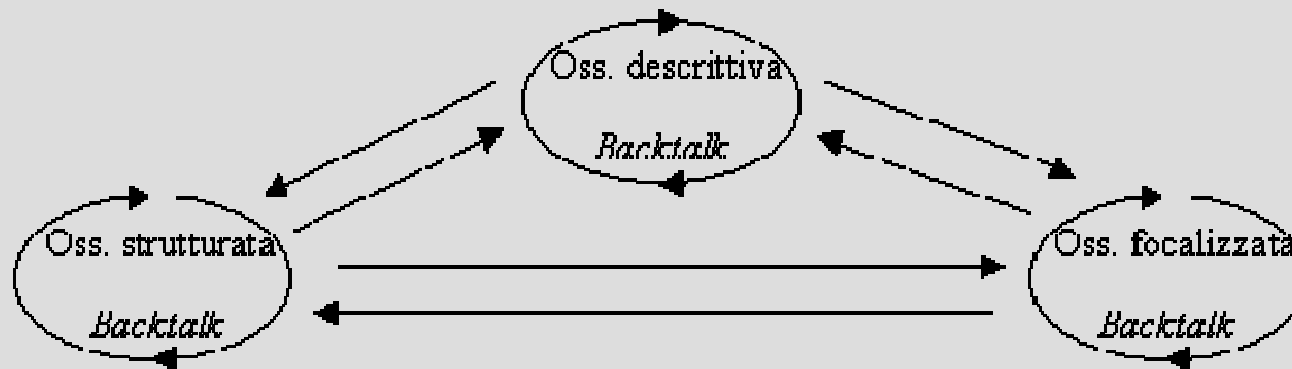 Oss. descrittiva
Backtalk
Oss. strutturata
Backtalk
Oss. focalizzata
Backtalk